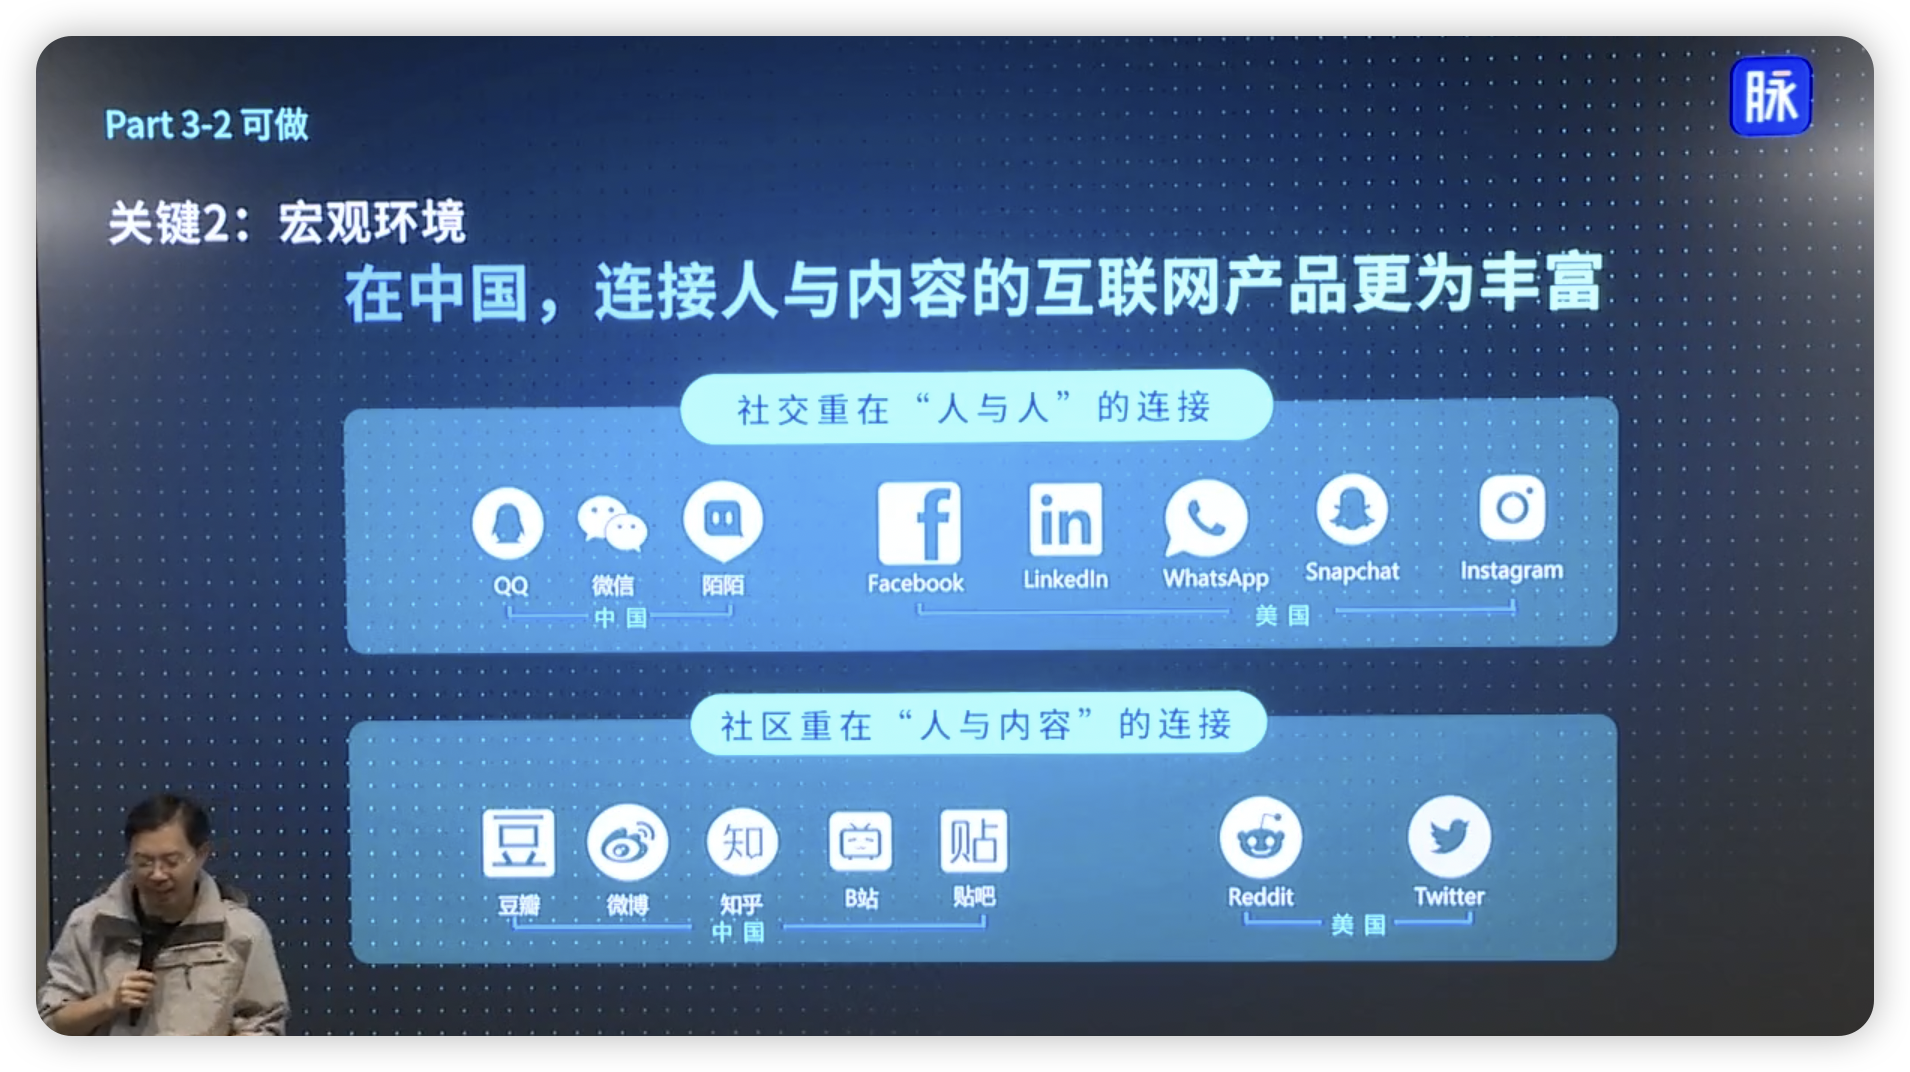 Part 3-2 可做
脉
关键2：宏观环境
在中国，连接人与内容的互联网产品更为丰富
社交重在“人与人”的连接
QQ 微信 陌陌 Facebook LinkedIn WhatsApp Snapchat Instagram
中国 美国
社区重在“人与内容”的连接
豆 知 贴
豆瓣 微博 知乎 B站 贴吧 Reddit Twitter
中国 美国